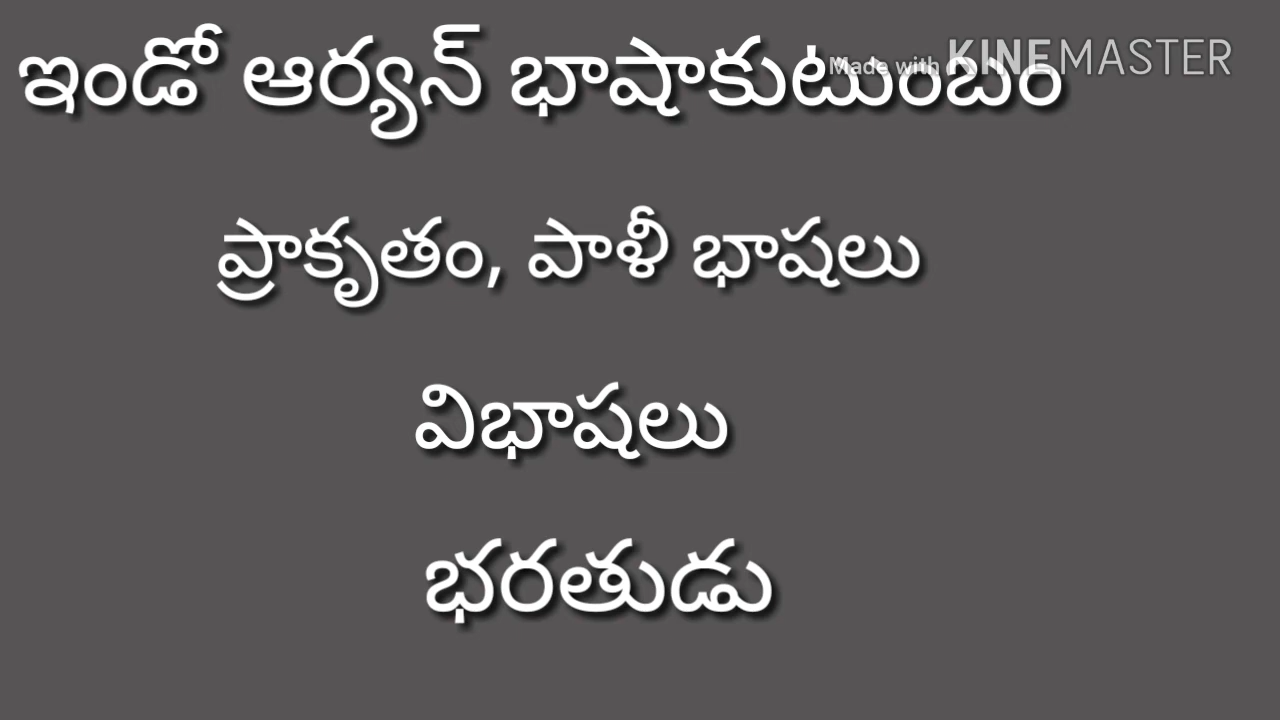 ఇండో ఆర్యన్ భాషాకుటుంబం
Made with KINEMASTER
ప్రాకృతం, పాళీ భాషలు
విభాషలు
భరతుడు